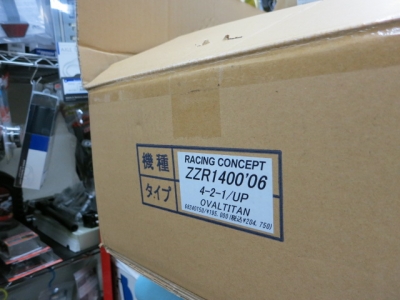 機種
タイプ
RACING CONCEPT
ZZR1400'06
4-2-1/UP
OVALTITAN